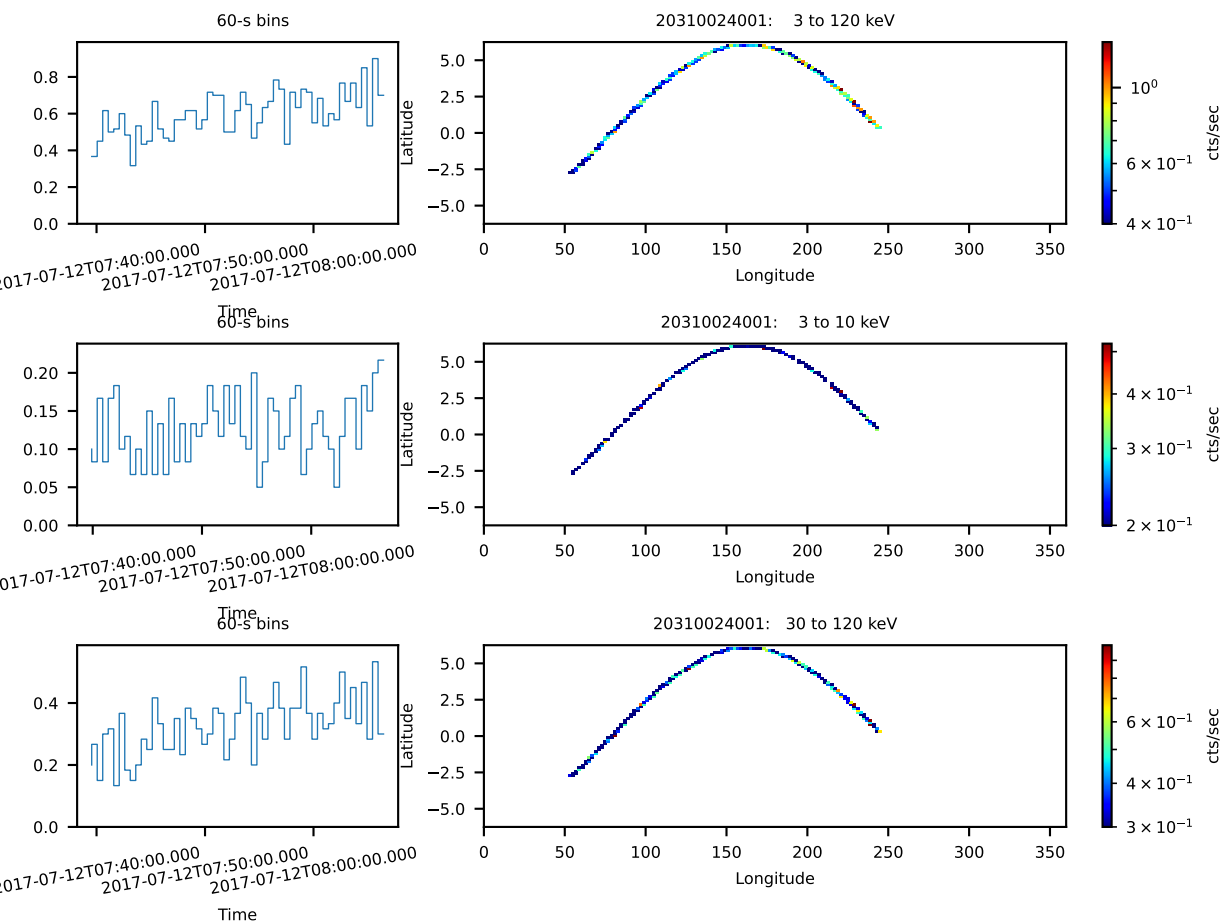 60-s bins
20310024001: 3 to 120 keV
0.8
0.6
0.4
0.2
0.0
2017-07-12T07:40:00.000
2017-07-12T07:50:00.000
2017-07-12T08:00:00.000
Time
Latitude
5.0
2.5
0.0
−2.5
−5.0
0 50 100 150 200 250 300 350
Longitude
10⁰
6 × 10⁻¹
4 × 10⁻¹
cts/sec
60-s bins
20310024001: 3 to 10 keV
0.20
0.15
0.10
0.05
0.00
017-07-12T07:40:00.000
2017-07-12T07:50:00.000
2017-07-12T08:00:00.000
Time
Latitude
5.0
2.5
0.0
−2.5
−5.0
0 50 100 150 200 250 300 350
Longitude
4 × 10⁻¹
3 × 10⁻¹
2 × 10⁻¹
cts/sec
60-s bins
20310024001: 30 to 120 keV
0.4
0.2
0.0
2017-07-12T07:40:00.000
2017-07-12T07:50:00.000
2017-07-12T08:00:00.000
Time
Latitude
5.0
2.5
0.0
−2.5
−5.0
0 50 100 150 200 250 300 350
Longitude
6 × 10⁻¹
4 × 10⁻¹
3 × 10⁻¹
cts/sec